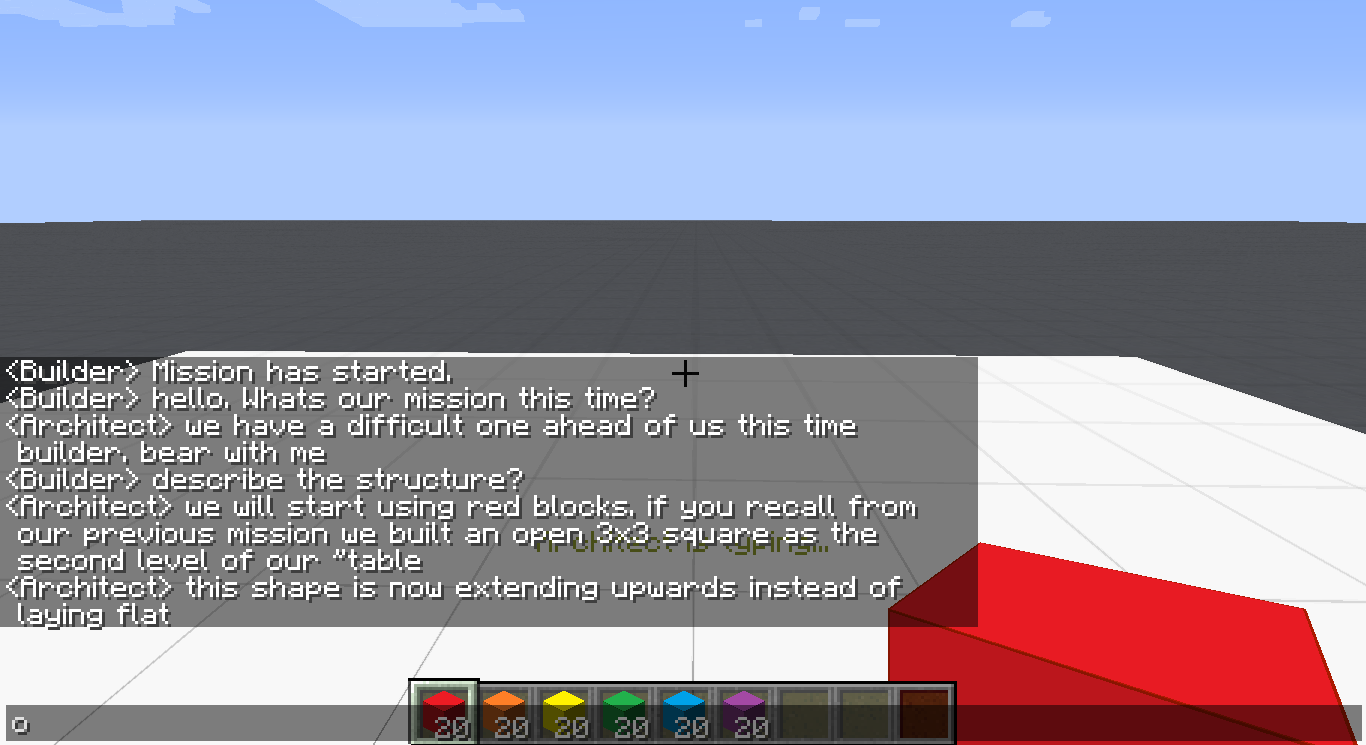 <Builder> Mission has started.
<Builder> hello. Whats our mission this time?
<Architect> we have a difficult one ahead of us this time
builder. bear with me
<Builder> describe the structure?
<Architect> we will start using red blocks. if you recall from
our previous mission we built an open 3x3 square as the
second level of our "table
Architect is typing...
<Architect> this shape is now extending upwards instead of
laying flat
20 20 20 20 20 20
o